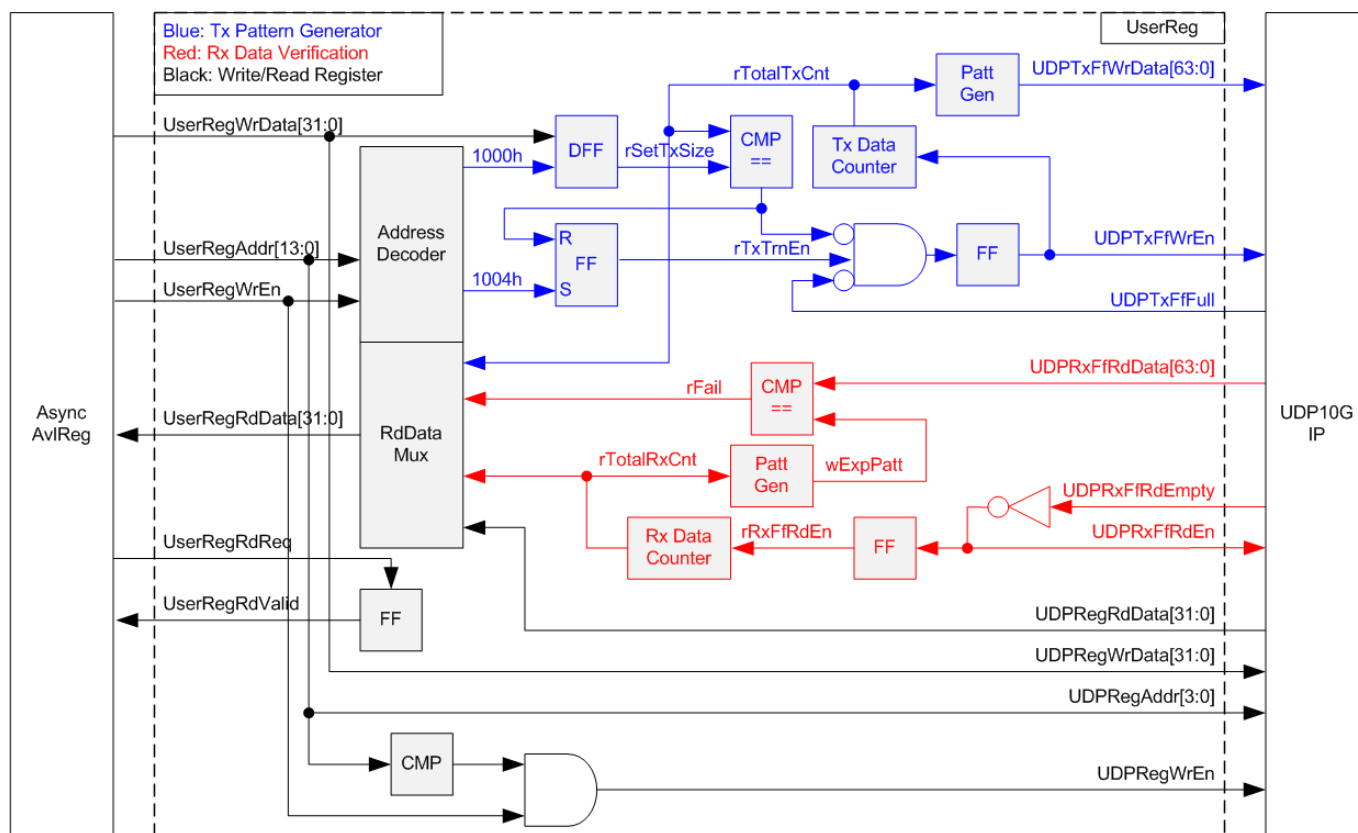 Blue: Tx Pattern Generator
Red: Rx Data Verification
Black: Write/Read Register
UserReg
rTotalTxCnt
Patt
Gen
UDPTxFfWrData[63:0]
UserRegWrData[31:0]
DFF
rSetTxSize
CMP
==
Tx Data
Counter
1000h
Address
Decoder
UserRegAddr[13:0]
R
FF
S
rTxTrnEn
FF
UDPTxFfWrEn
1004h
UserRegWrEn
UDPTxFfFull
UDPRxFfRdData[63:0]
rFail
CMP
==
Async
AvlReg
UserRegRdData[31:0]
RdData
Mux
UDP10G
IP
rTotalRxCnt
Patt
Gen
wExpPatt
UDPRxFfRdEmpty
UserRegRdReq
Rx Data
Counter
rRxFfRdEn
FF
UDPRxFfRdEn
UserRegRdValid
FF
UDPRegRdData[31:0]
UDPRegWrData[31:0]
UDPRegAddr[3:0]
CMP
UDPRegWrEn